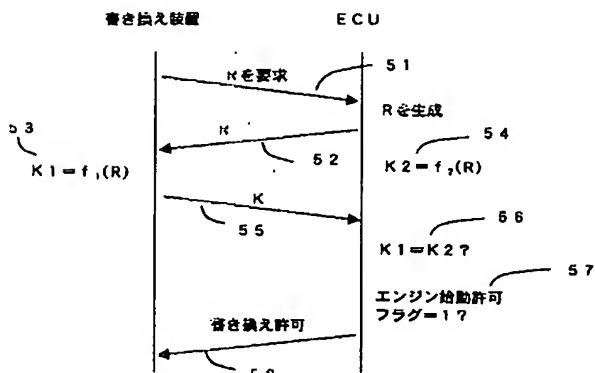 書き換え装置
ECU
Rを要求
51
Rを生成
53
R
54
52
K1=f₁(R)
K2=f₂(R)
K
55
56
K1=K2?
57
エンジン始動許可
フラグ=1?
書き換え許可